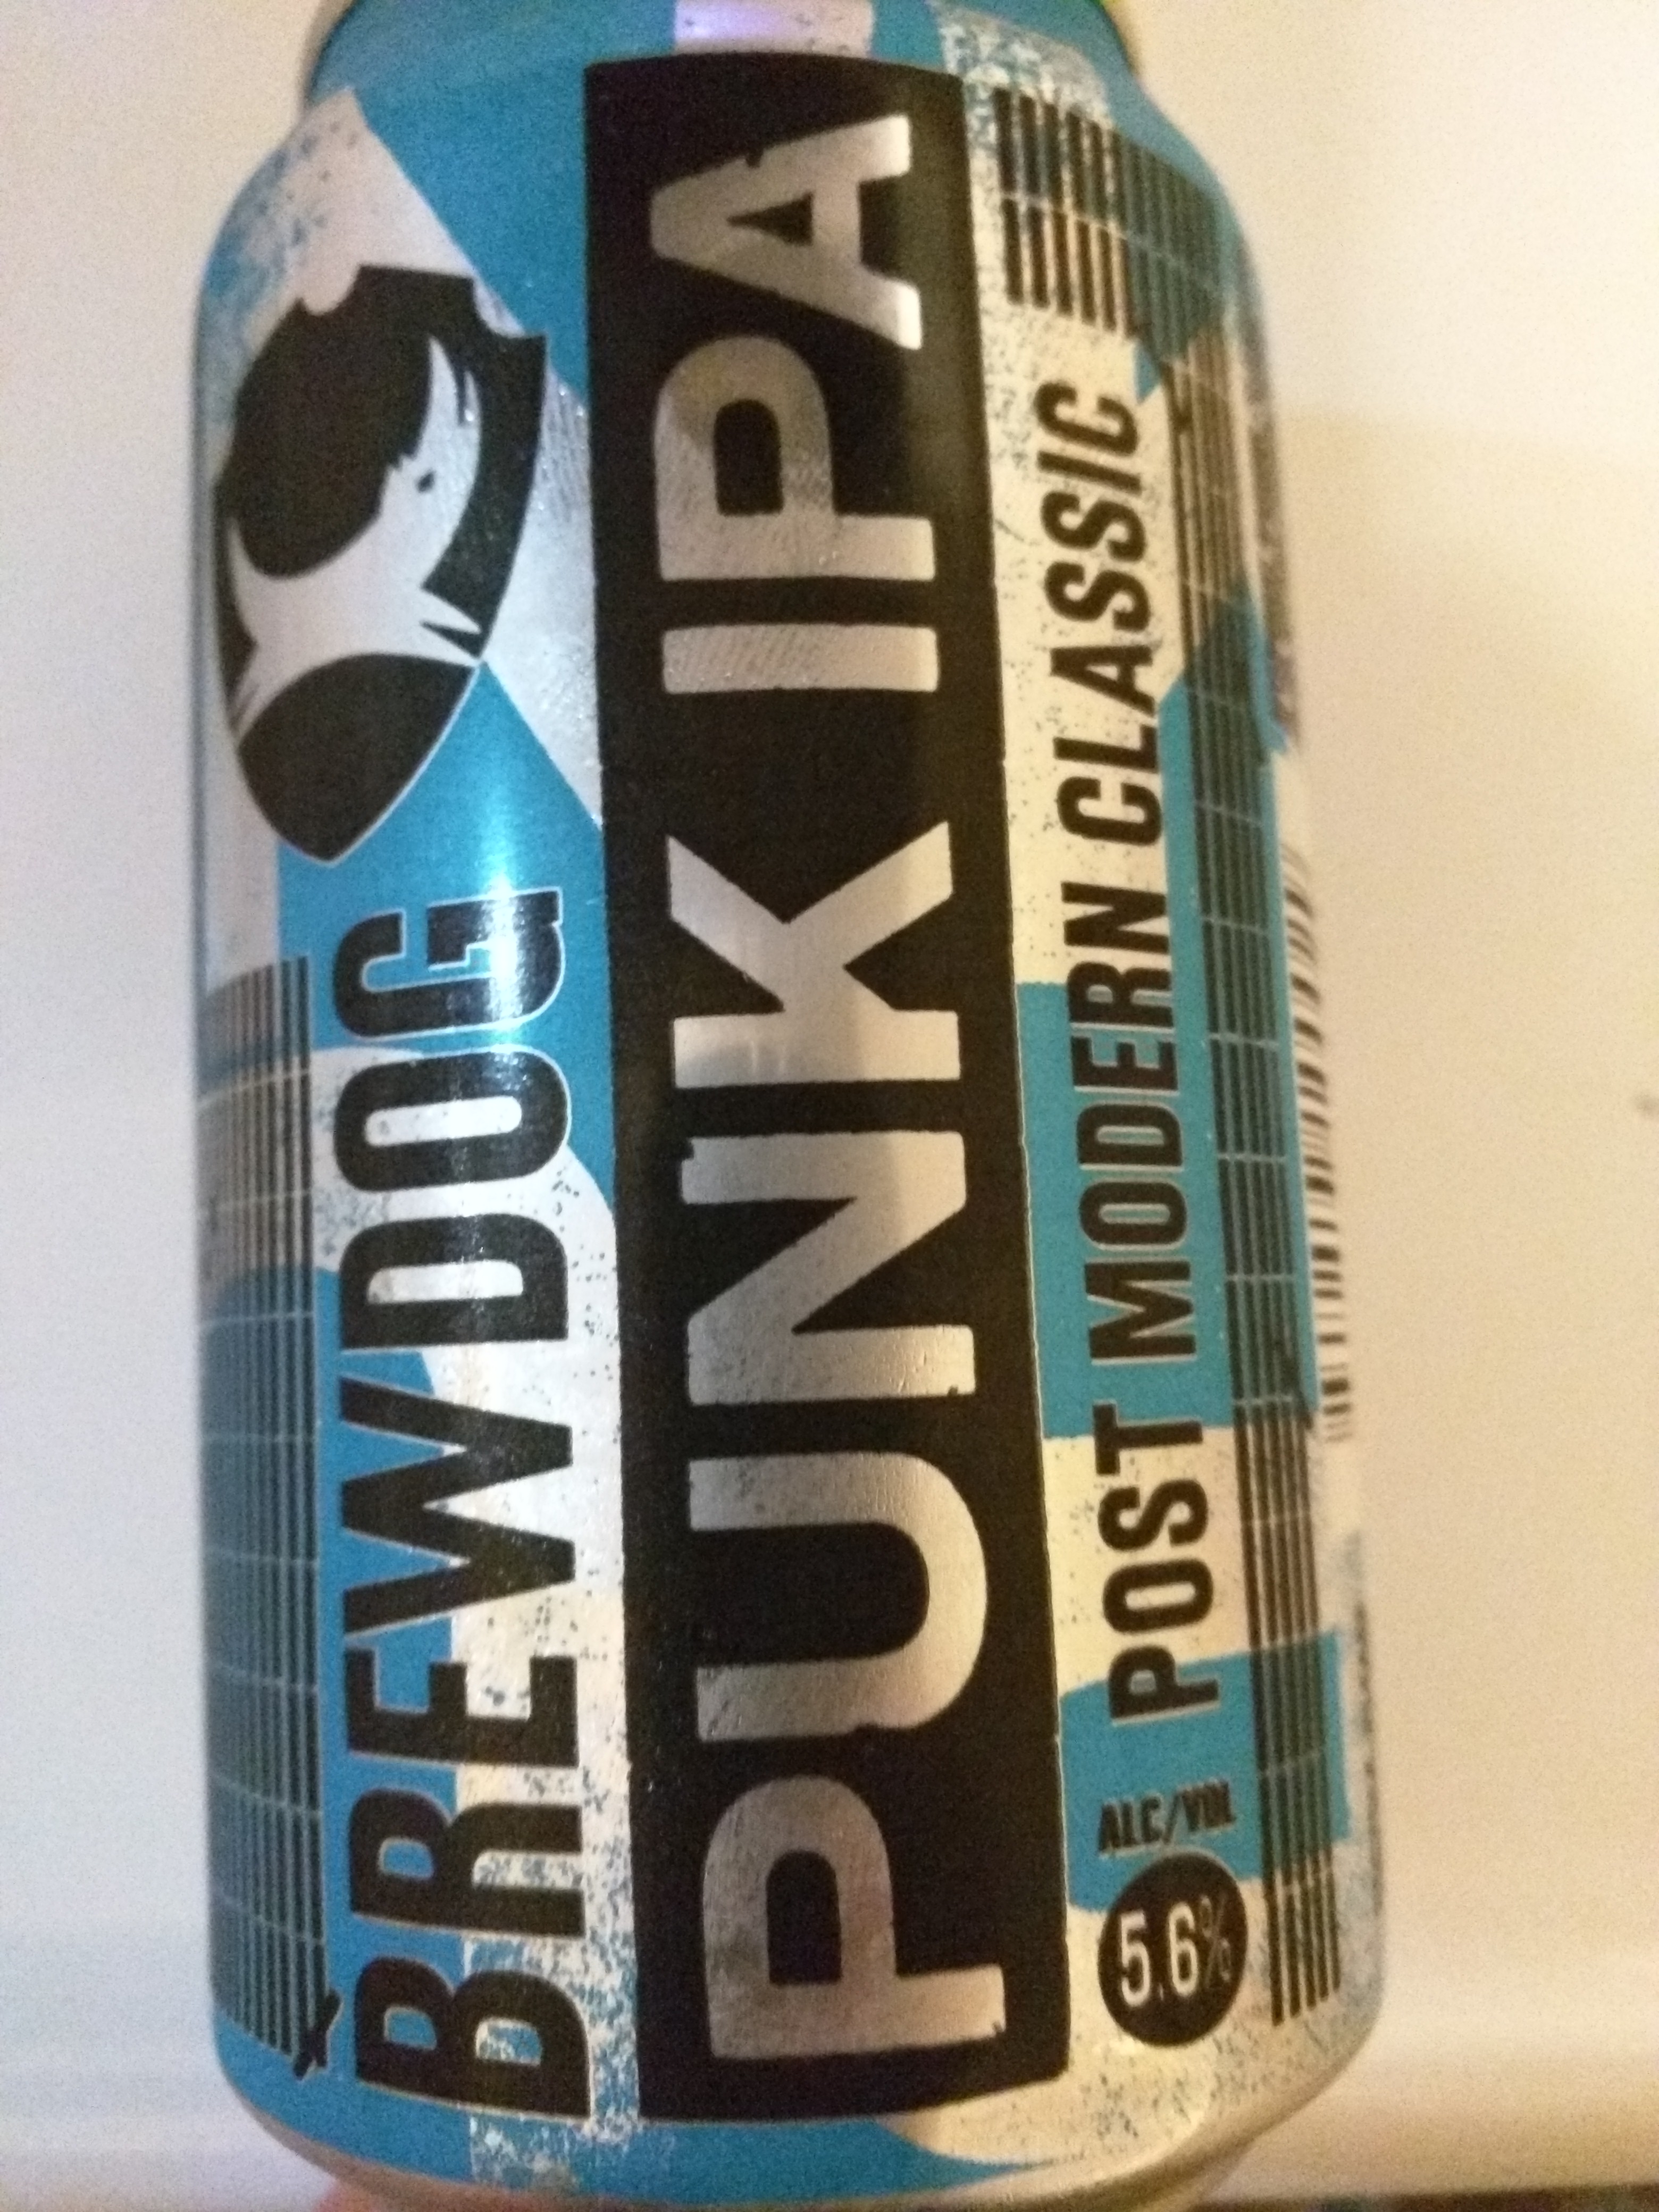 BREWDOG
PUNK IPA
POST MODERN CLASSIC
5.6% ALC/VOL